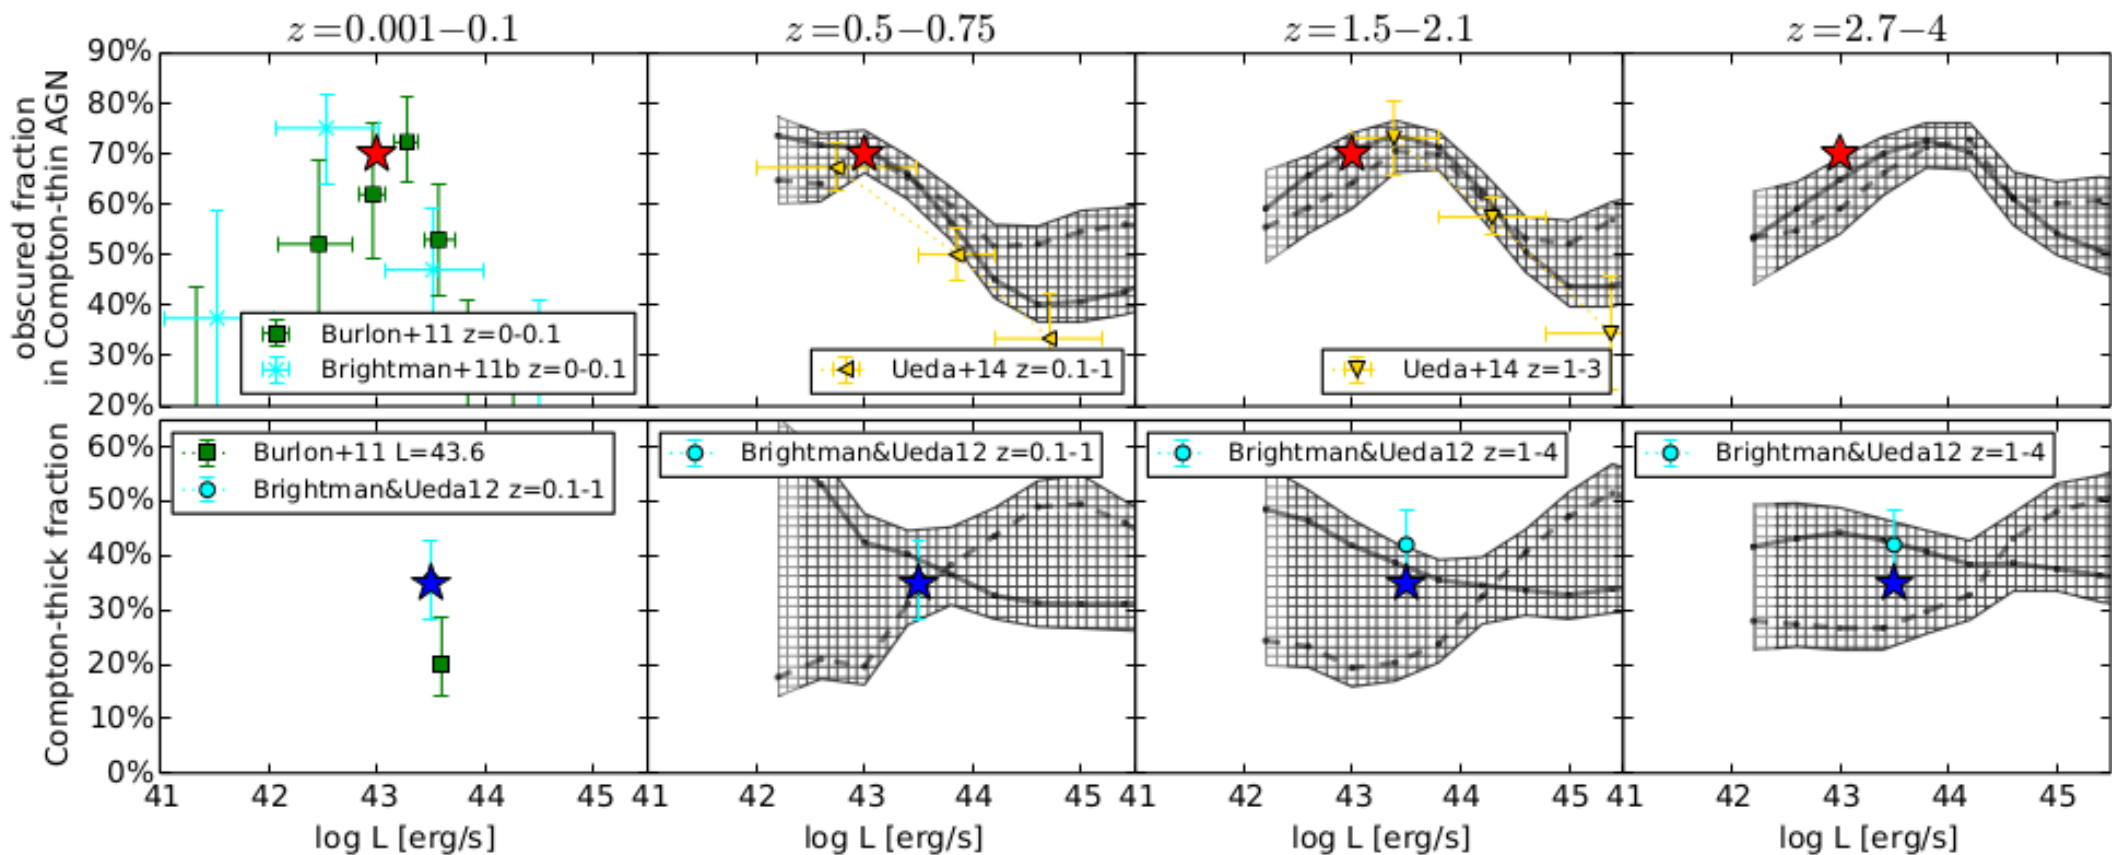 z=0.001−0.1
z=0.5−0.75
z=1.5−2.1
z=2.7−4
obscured fraction
in Compton-thin AGN
90%
80%
70%
60%
50%
40%
30%
20%
Burlon+11 z=0-0.1
Brightman+11b z=0-0.1
Ueda+14 z=0.1-1
Ueda+14 z=1-3
Compton-thick fraction
60%
50%
40%
30%
20%
10%
0%
Burlon+11 L=43.6
Brightman&Ueda12 z=0.1-1
Brightman&Ueda12 z=0.1-1
Brightman&Ueda12 z=1-4
Brightman&Ueda12 z=1-4
41 42 43 44 45 41 42 43 44 45 41 42 43 44 45 41 42 43 44 45
log L [erg/s]
log L [erg/s]
log L [erg/s]
log L [erg/s]